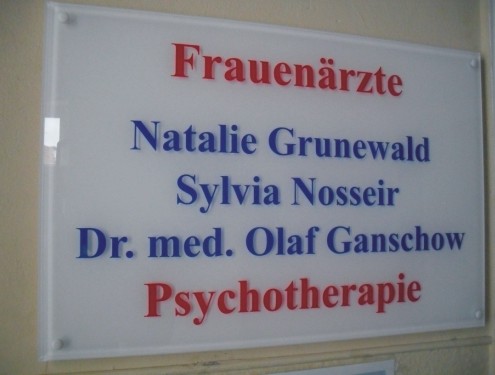 Frauenärzte
Natalie Grunewald
Sylvia Nosseir
Dr. med. Olaf Ganschow
Psychotherapie